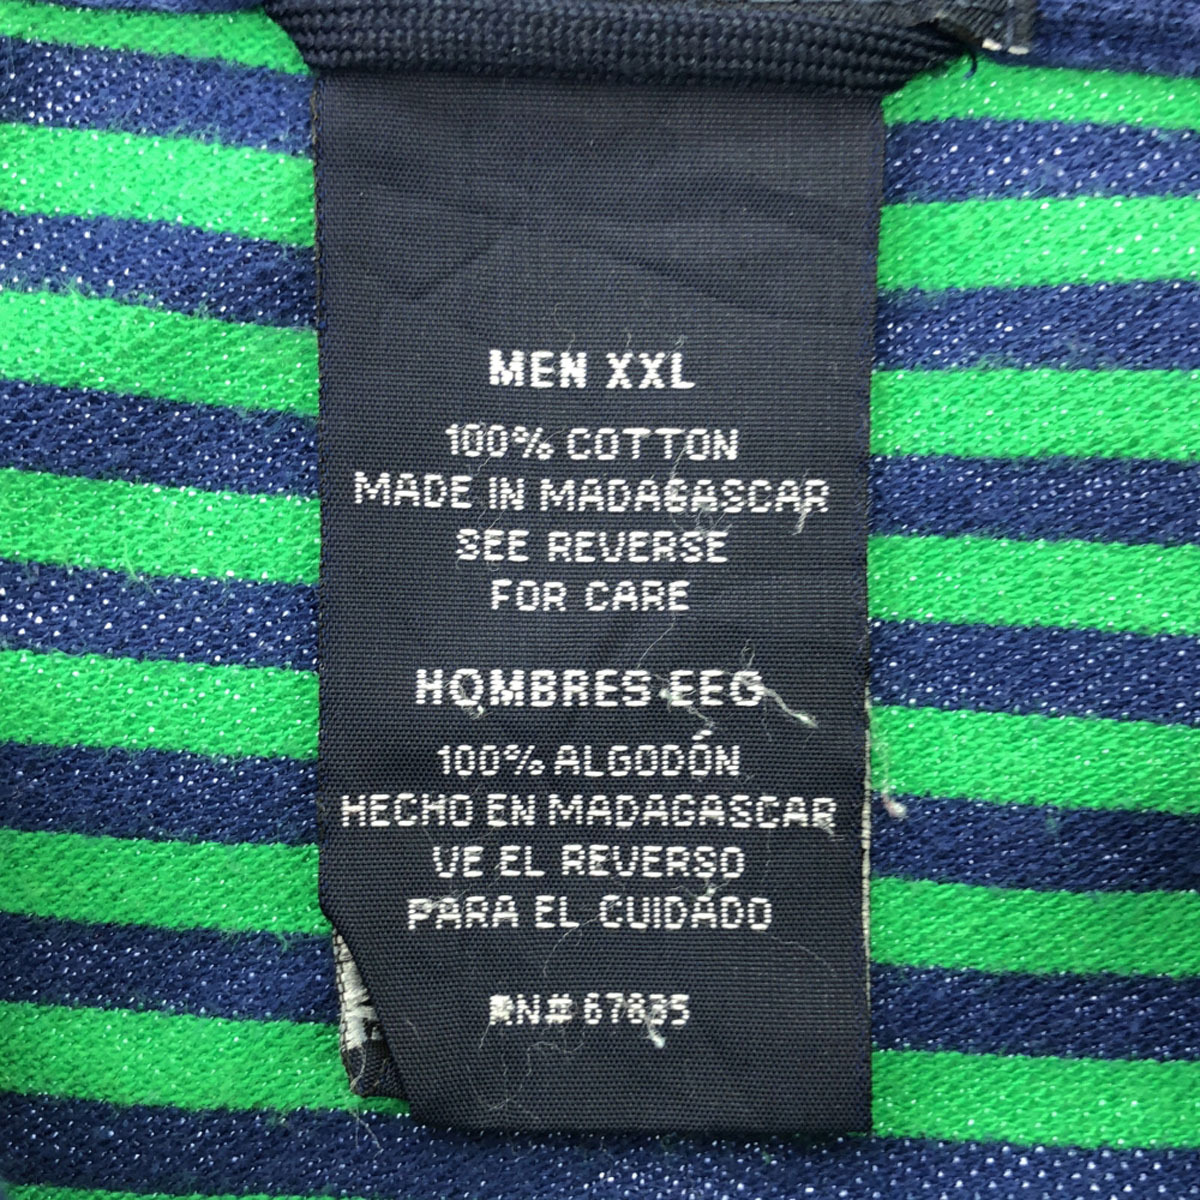 MEN XXL
100% COTTON
MADE IN MADAGASCAR
SEE REVERSE
FOR CARE
HOMBRES EEG
100% ALGODÓN
HECHO EN MADAGASCAR
VE EL REVERSO
PARA EL CUIDADO
RN# 67835